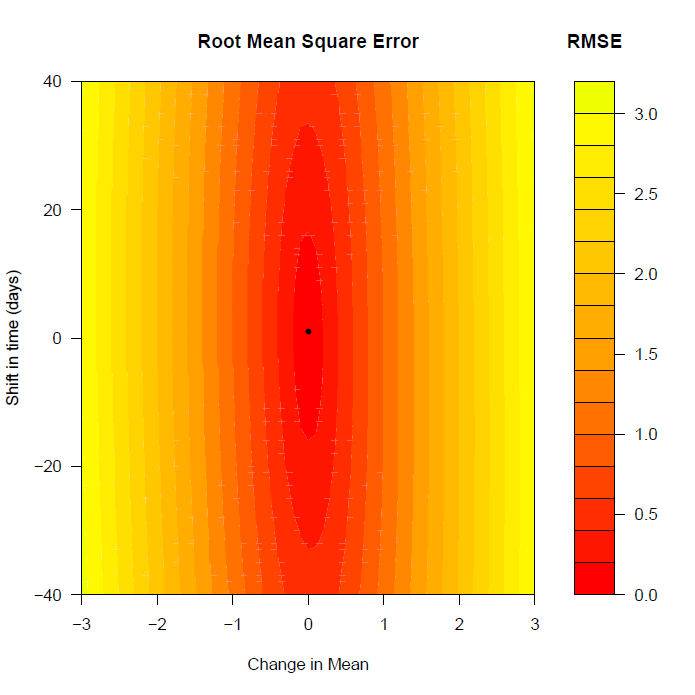 Root Mean Square Error
RMSE
40
20
0
−20
−40
Shift in time (days)
−3 −2 −1 0 1 2 3
Change in Mean
3.0
2.5
2.0
1.5
1.0
0.5
0.0